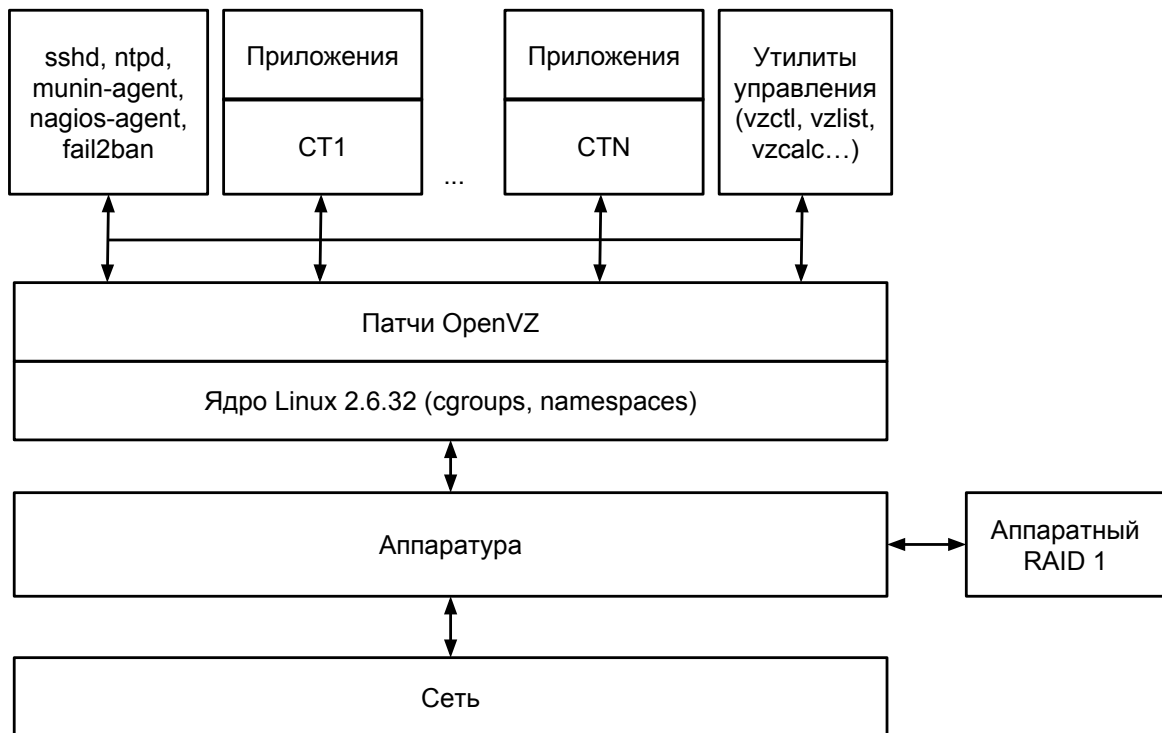 sshd, ntpd,
munin-agent,
nagios-agent,
fail2ban
Приложения
CT1
...
Приложения
CTN
Утилиты
управления
(vzctl, vzlist,
vzcalc…)
Патчи OpenVZ
Ядро Linux 2.6.32 (cgroups, namespaces)
Аппаратура
Аппаратный
RAID 1
Сеть